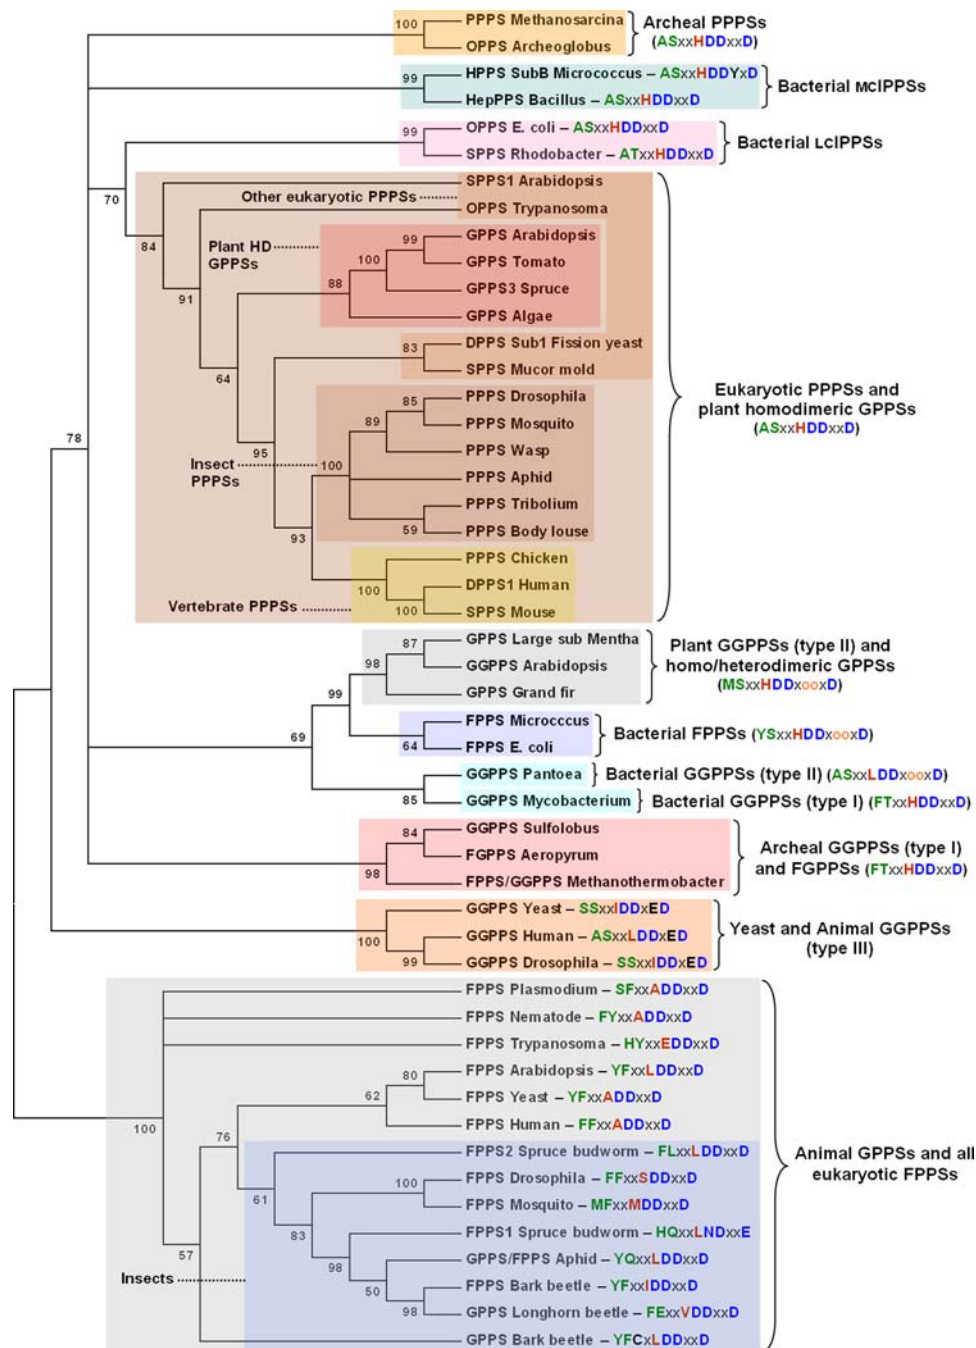 PPPS Methanosarcina
OPPS Archeoglobus
100
Archeal PPPSs
(ASxxHDDxxD)
HPPS SubB Micrococcus – ASxxHDDYxD
HepPPS Bacillus – ASxxHDDxxD
99
Bacterial MCIPPSs
OPPS E. coli – ASxxHDDxxD
SPPS Rhodobacter – ATxxHDDxxD
99
Bacterial LCIPPSs
70
SPPS1 Arabidopsis
Other eukaryotic PPPSs
OPPS Trypanosoma
84
Plant HD
GPPSs
GPPS Arabidopsis
99
GPPS Tomato
100
GPPS3 Spruce
88
91
GPPS Algae
DPPS Sub1 Fission yeast
83
SPPS Mucor mold
64
Eukaryotic PPPSs and
plant homodimeric GPPSs
(ASxxHDDxxD)
PPPS Drosophila
85
PPPS Mosquito
89
78
PPPS Wasp
95
Insect
PPPSs
100
PPPS Aphid
PPPS Tribolium
PPPS Body louse
59
93
PPPS Chicken
DPPS1 Human
100
SPPS Mouse
100
Vertebrate PPPSs
GPPS Large sub Mentha
87
GGPPS Arabidopsis
98
GPPS Grand fir
Plant GGPPSs (type II) and
homo/heterodimeric GPPSs
(MSxxHDDxooxD)
99
FPPS Microcccus
FPPS E. coli
64
Bacterial FPPSs (YSxxHDDxooxD)
69
GGPPS Pantoea
Bacterial GGPPSs (type II) (ASxxLDDxooxD)
GGPPS Mycobacterium
85
Bacterial GGPPSs (type I) (FTxxHDDxxD)
GGPPS Sulfolobus
84
FGPPS Aeropyrum
FPPS/GGPPS Methanothermobacter
98
Archeal GGPPSs (type I)
and FGPPSs (FTxxHDDxxD)
GGPPS Yeast – SSxxIDDxED
GGPPS Human – ASxxLDDxED
100
GGPPS Drosophila – SSxxIDDxED
99
Yeast and Animal GGPPSs
(type III)
FPPS Plasmodium – SFxxADDxxD
FPPS Nematode – FYxxADDxxD
FPPS Trypanosoma – HYxxEDDxxD
FPPS Arabidopsis – YFxxLDDxxD
80
FPPS Yeast – YFxxADDxxD
62
FPPS Human – FFxxADDxxD
100
76
FPPS2 Spruce budworm – FLxxLDDxxD
Animal GPPSs and all
eukaryotic FPPSs
FPPS Drosophila – FFxxSDDxxD
100
61
FPPS Mosquito – MFxxMDDxxD
83
FPPS1 Spruce budworm – HQxxLNDxxE
57
98
GPPS/FPPS Aphid – YQxxLDDxxD
Insects
FPPS Bark beetle – YFxxIDDxxD
50
GPPS Longhorn beetle – FExxVDDxxD
98
GPPS Bark beetle – YFCxLDDxxD